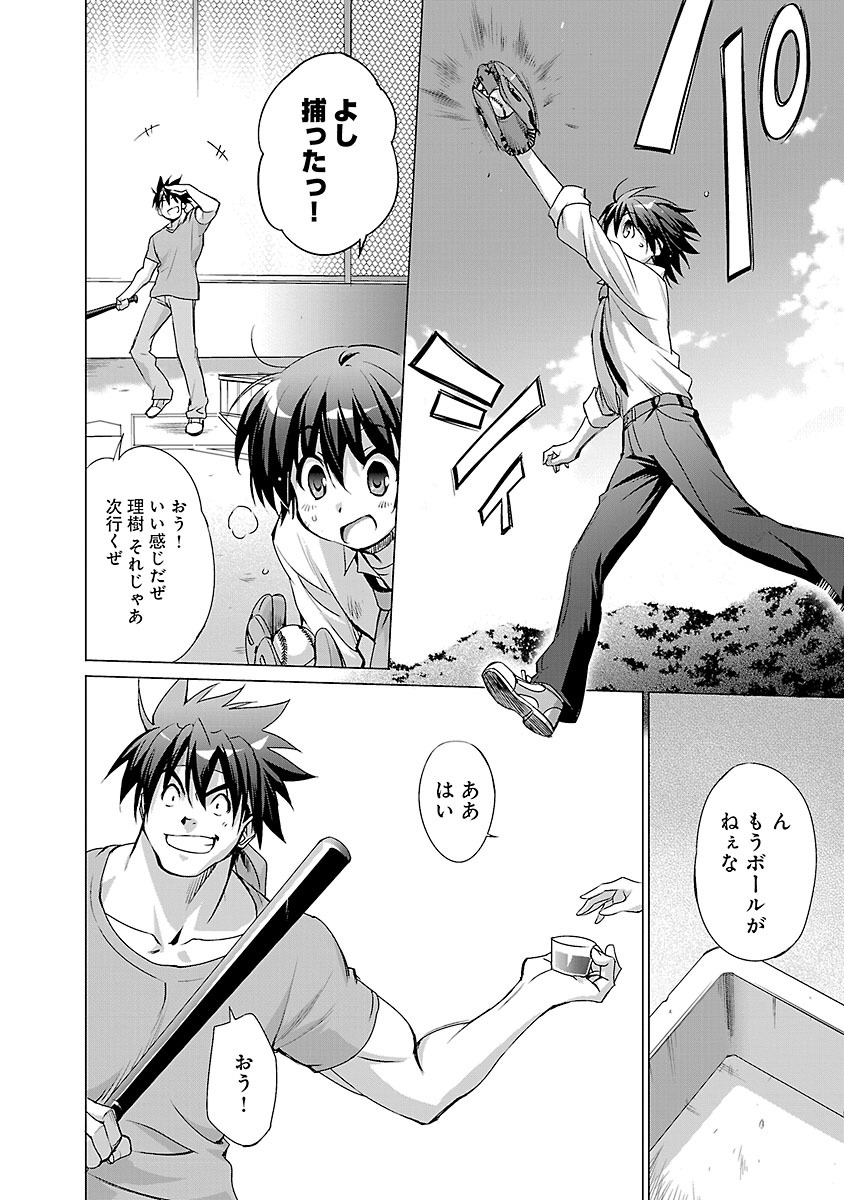 パシィ
よし
捕ったっ！
おう！
いい感じだぜ
理樹 それじゃあ
次行くぜ
ん
もうボールが
ねぇな
ああ
はい
おう！